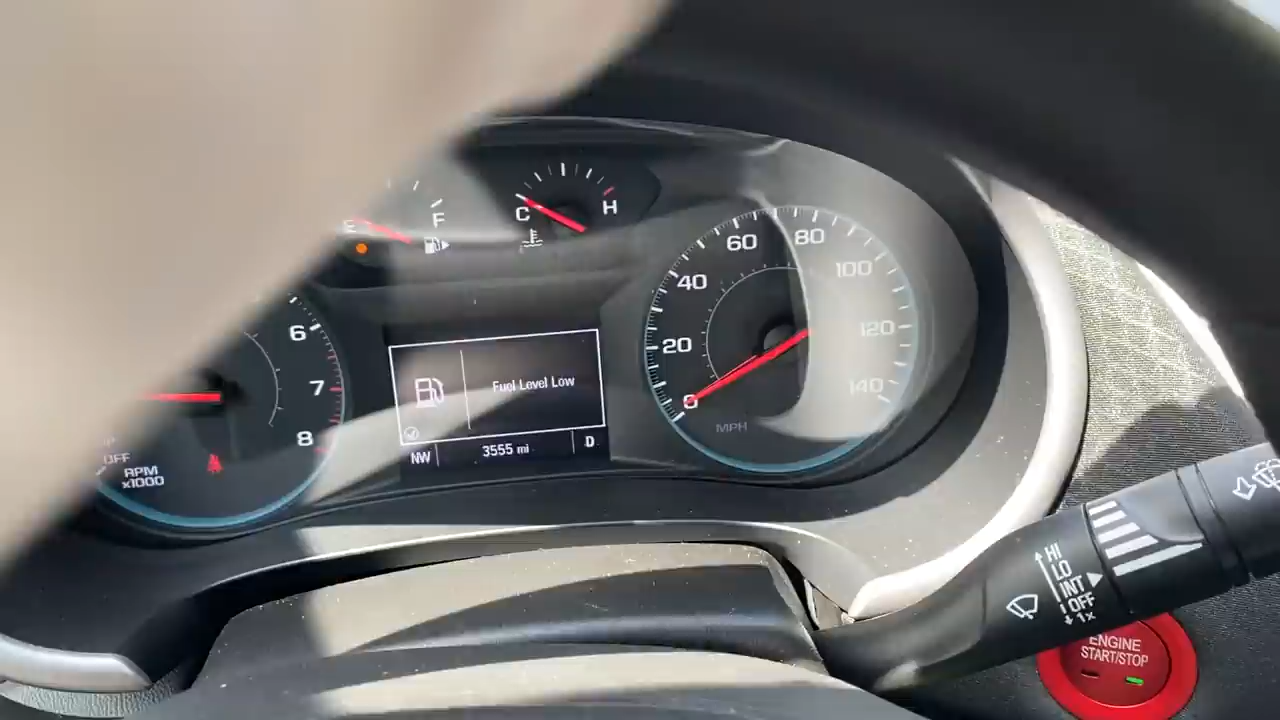 E
F
C
H
6
7
8
OFF
RPM
x1000
Fuel Level Low
NW
3555 mi
D
0
20
40
60
80
100
120
140
MPH
HI
LO
INT
OFF
1x
ENGINE
START/STOP